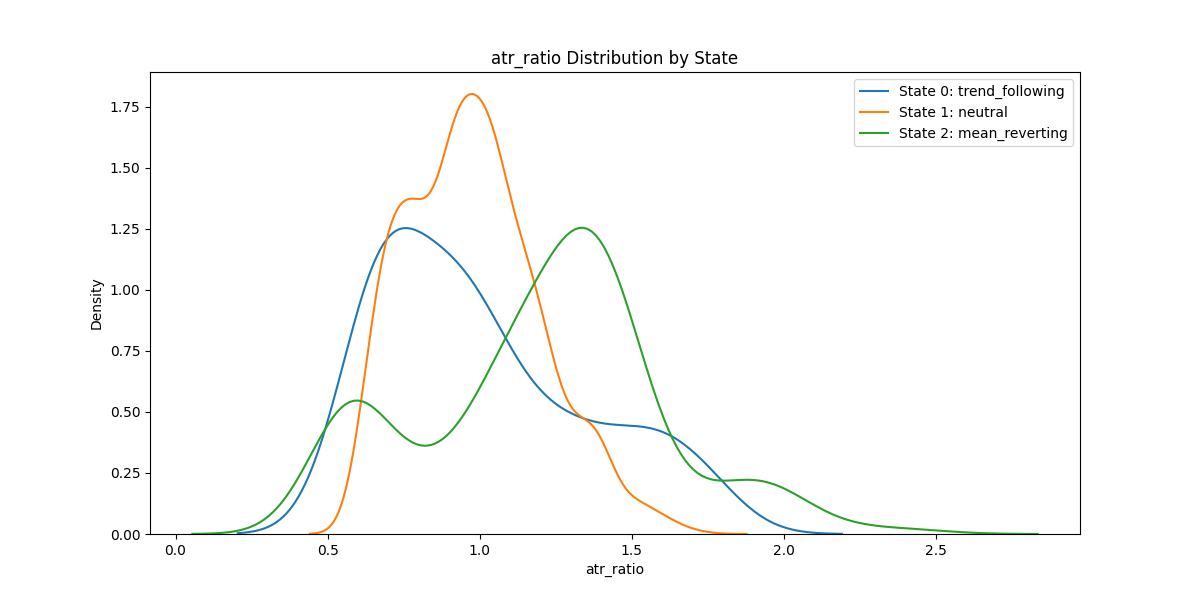 atr_ratio Distribution by State
State 0: trend_following
State 1: neutral
State 2: mean_reverting
Density
1.75
1.50
1.25
1.00
0.75
0.50
0.25
0.00
0.0 0.5 1.0 1.5 2.0 2.5
atr_ratio